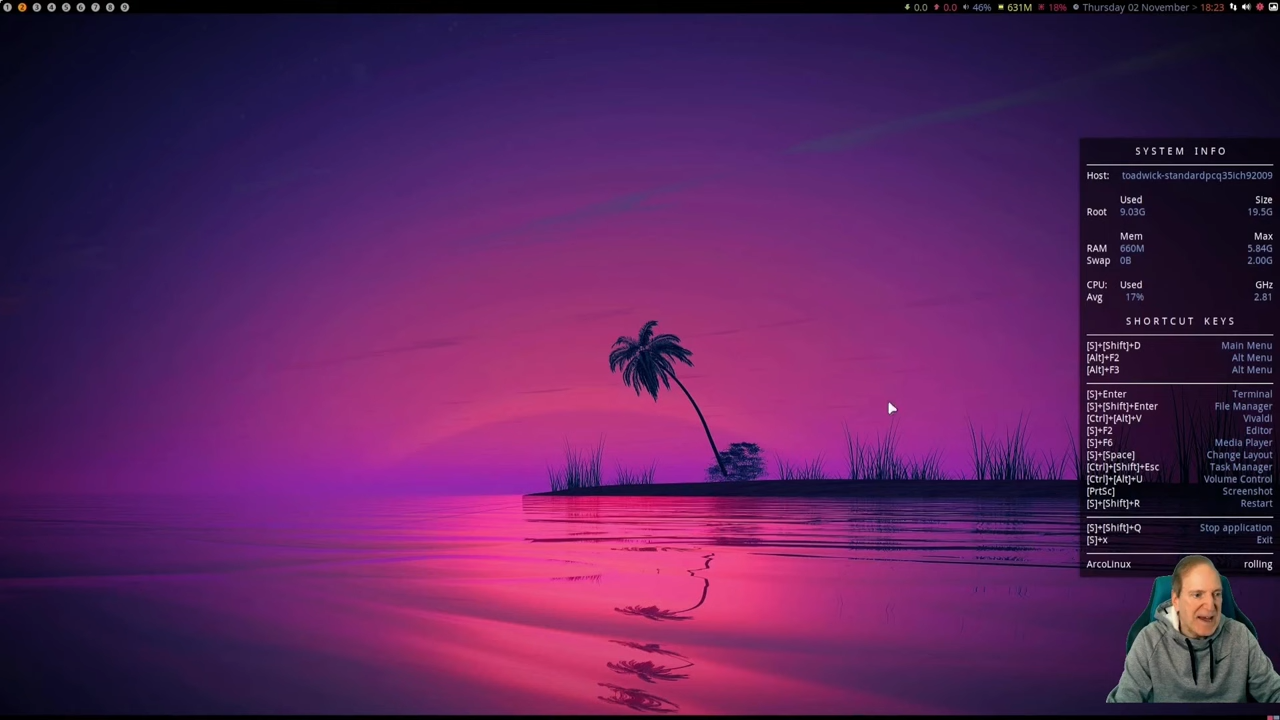 1 2 3 4 5 6 7 8 9
0.0 0.0 46% 631M 18% Thursday 02 November > 18:23
SYSTEM INFO
Host: toadwick-standardpcq35ich92009
Used Size
Root 9.03G 19.5G
Mem Max
RAM 660M 5.84G
Swap 0B 2.00G
CPU: Used GHz
Avg 17% 2.81
SHORTCUT KEYS
[S]+[Shift]+D Main Menu
[Alt]+F2 Alt Menu
[Alt]+F3 Alt Menu
[S]+Enter Terminal
[S]+[Shift]+Enter File Manager
[Ctrl]+[Alt]+V Vivaldi
[S]+F2 Editor
[S]+F6 Media Player
[S]+[Space] Change Layout
[Ctrl]+[Shift]+Esc Task Manager
[Ctrl]+[Alt]+U Volume Control
[PrtSc] Screenshot
[S]+[Shift]+R Restart
[S]+[Shift]+Q Stop application
[S]+x Exit
ArcoLinux rolling